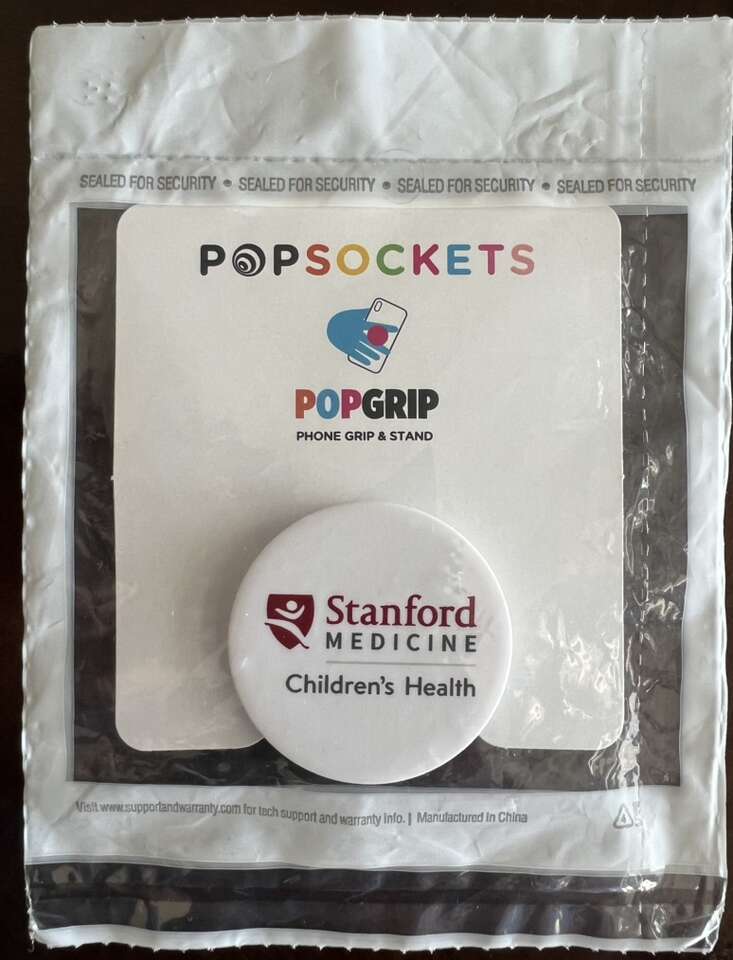 SEALED FOR SECURITY • SEALED FOR SECURITY • SEALED FOR SECURITY • SEALED FOR SECURITY
POPSOCKETS
POPGRIP
PHONE GRIP & STAND
Stanford
MEDICINE
Children's Health
Visit www.supportandwarranty.com for tech support and warranty info. | Manufactured in China